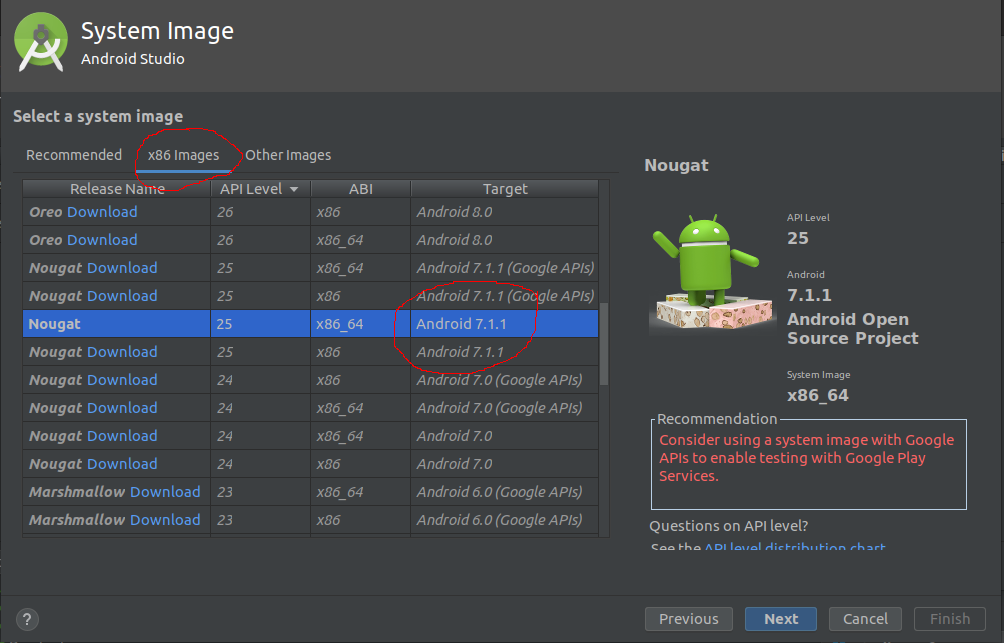 System Image
Android Studio
Select a system image
Recommended x86 Images Other Images
Release Name API Level ABI Target
Oreo Download 26 x86 Android 8.0
Oreo Download 26 x86_64 Android 8.0
Nougat Download 25 x86_64 Android 7.1.1 (Google APIs)
Nougat Download 25 x86 Android 7.1.1 (Google APIs)
Nougat 25 x86_64 Android 7.1.1
Nougat Download 25 x86 Android 7.1.1
Nougat Download 24 x86 Android 7.0 (Google APIs)
Nougat Download 24 x86_64 Android 7.0 (Google APIs)
Nougat Download 24 x86_64 Android 7.0
Nougat Download 24 x86 Android 7.0
Marshmallow Download 23 x86_64 Android 6.0 (Google APIs)
Marshmallow Download 23 x86 Android 6.0 (Google APIs)
Nougat
API Level
25
Android
7.1.1
Android Open
Source Project
System Image
x86_64
Recommendation
Consider using a system image with Google
APIs to enable testing with Google Play
Services.
Questions on API level?
See the API level distribution chart
?
Previous Next Cancel Finish